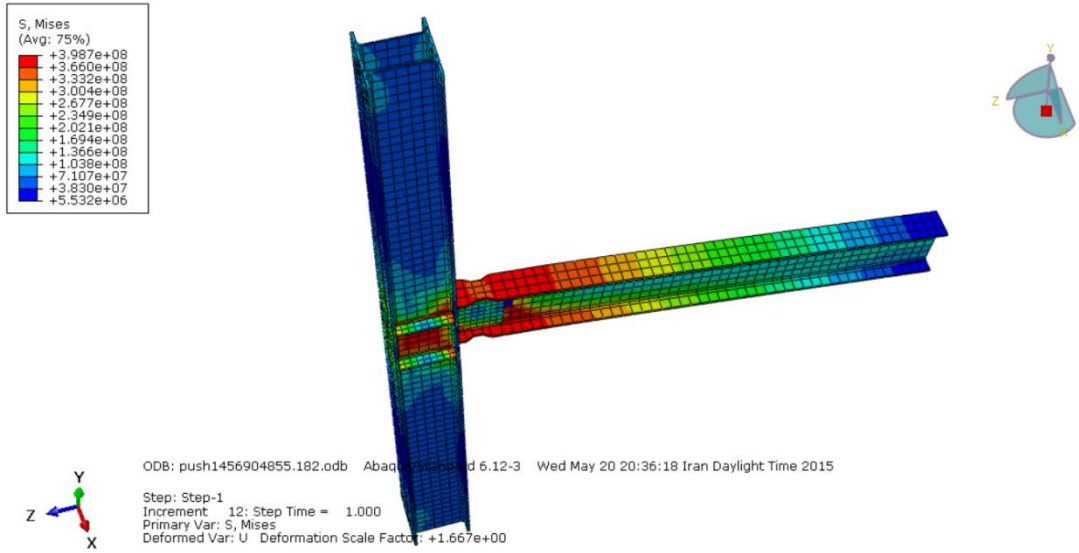 S, Mises
(Avg: 75%)
+3.987e+08
+3.660e+08
+3.332e+08
+3.004e+08
+2.677e+08
+2.349e+08
+2.021e+08
+1.694e+08
+1.366e+08
+1.038e+08
+7.107e+07
+3.830e+07
+5.532e+06
Y
Z
ODB: push1456904855.182.odb Abaqus/Standard 6.12-3 Wed May 20 20:36:18 Iran Daylight Time 2015
Y
Z
X
Step: Step-1
Increment 12: Step Time = 1.000
Primary Var: S, Mises
Deformed Var: U Deformation Scale Factor: +1.667e+00